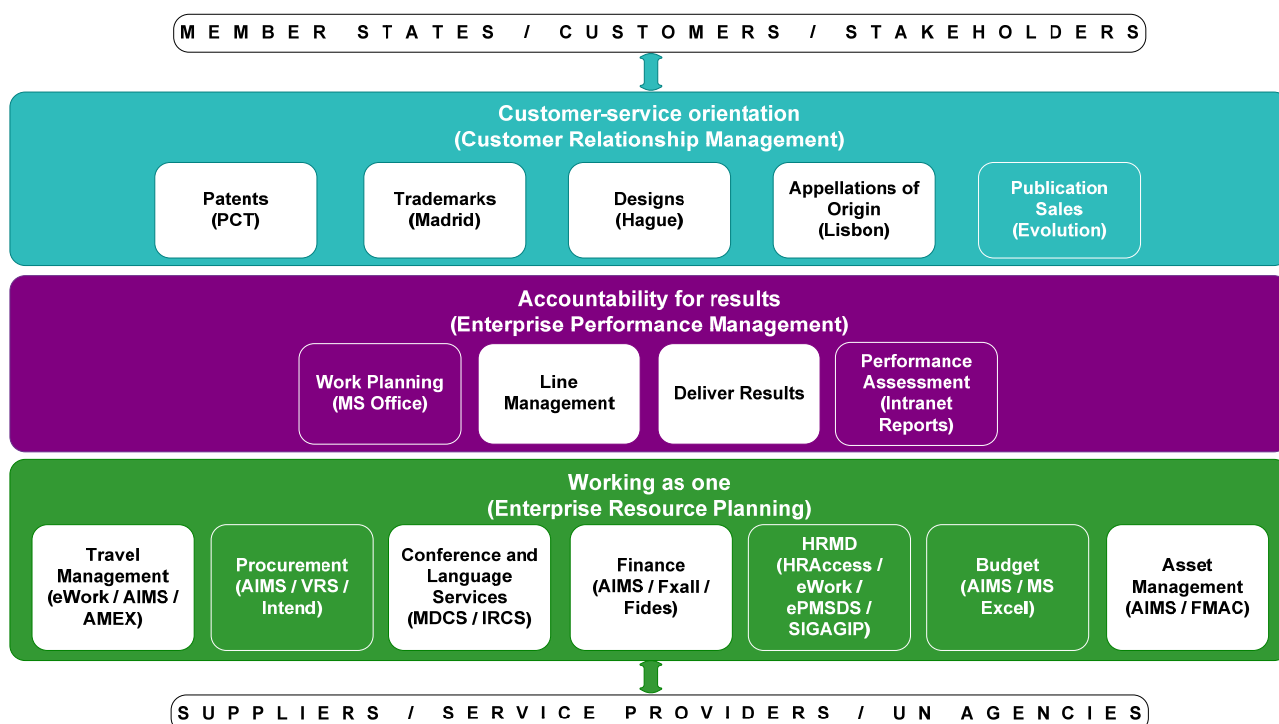 MEMBER STATES / CUSTOMERS / STAKEHOLDERS
Customer-service orientation
(Customer Relationship Management)
Patents
(PCT)
Trademarks
(Madrid)
Designs
(Hague)
Appellations of
Origin
(Lisbon)
Publication
Sales
(Evolution)
Accountability for results
(Enterprise Performance Management)
Work Planning
(MS Office)
Line
Management
Deliver Results
Performance
Assessment
(Intranet
Reports)
Working as one
(Enterprise Resource Planning)
Travel
Management
(eWork / AIMS /
AMEX)
Procurement
(AIMS / VRS /
Intend)
Conference and
Language
Services
(MDCS / IRCS)
Finance
(AIMS / Fxall /
Fides)
HRMD
(HRAccess /
eWork /
ePMSDS /
SIGAGIP)
Budget
(AIMS / MS
Excel)
Asset
Management
(AIMS / FMAC)
SUPPLIERS / SERVICE PROVIDERS / UN AGENCIES